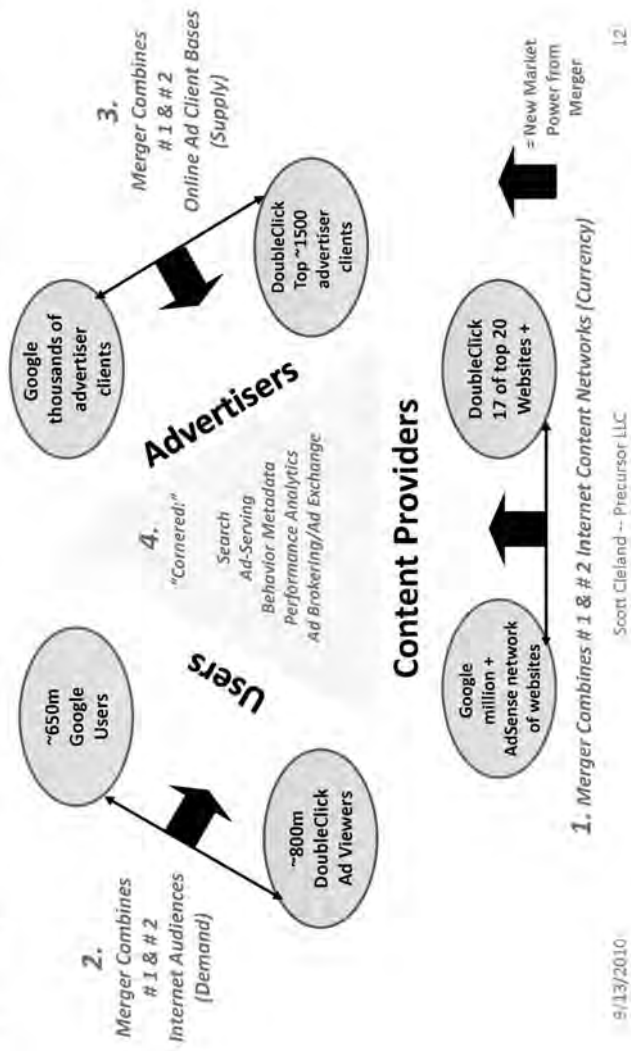 2.
Merger Combines
# 1 & # 2
Internet Audiences
(Demand)
~650m
Google
Users
~800m
DoubleClick
Ad Viewers
Users
4.
"Cornered:"
Search
Ad-Serving
Behavior Metadata
Performance Analytics
Ad Brokering/Ad Exchange
Advertisers
Google
thousands of
advertiser
clients
DoubleClick
Top ~1500
advertiser
clients
3.
Merger Combines
# 1 & # 2
Online Ad Client Bases
(Supply)
Content Providers
Google
million +
AdSense network
of websites
DoubleClick
17 of top 20
Websites +
= New Market
Power from
Merger
1. Merger Combines # 1 & # 2 Internet Content Networks (Currency)
9/13/2010
Scott Cleland -- Precursor LLC
12